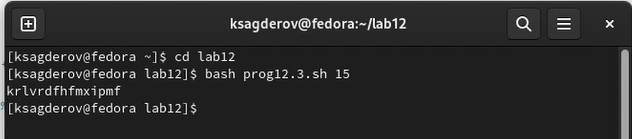 ksagderov@fedora:~/lab12
[ksagderov@fedora ~]$ cd lab12
[ksagderov@fedora lab12]$ bash prog12.3.sh 15
krlvrdfhfmxipmf
[ksagderov@fedora lab12]$